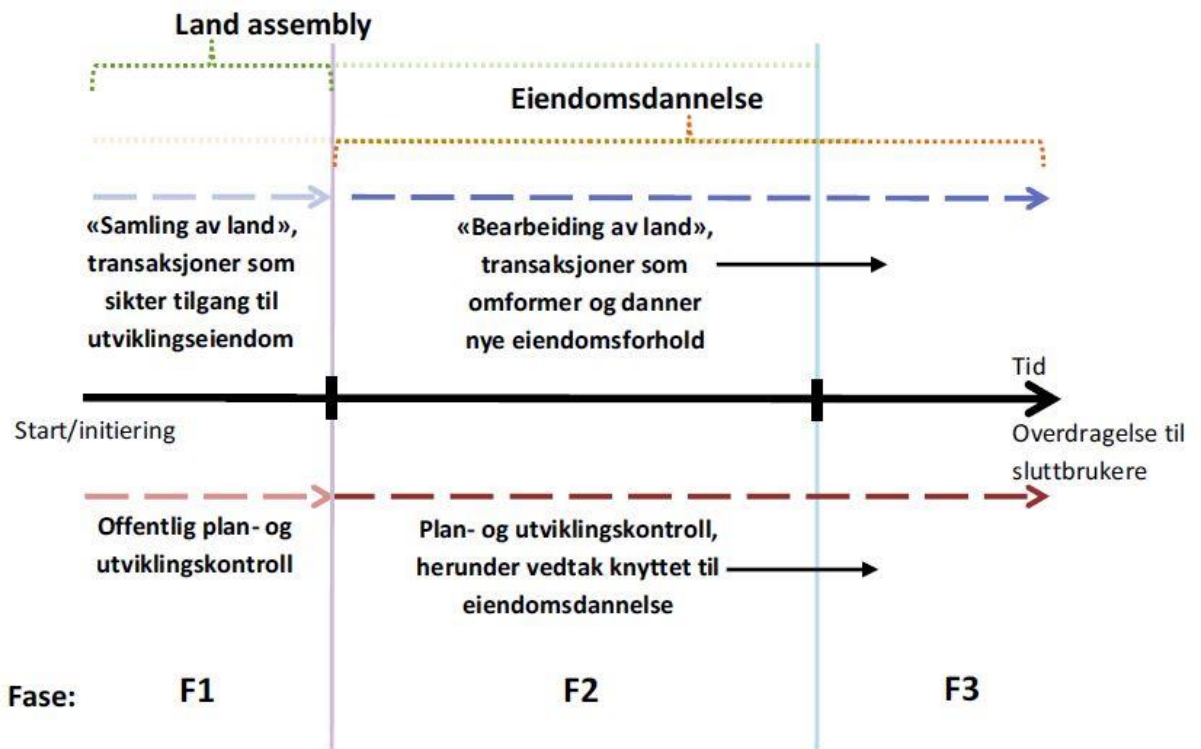 Land assembly
Eiendomsdannelse
«Samling av land»,
transaksjoner som
sikter tilgang til
utviklingseiendom
«Bearbeiding av land»,
transaksjoner som
omformer og danner
nye eiendomsforhold
Tid
Start/initiering
Overdragelse til
sluttbrukere
Offentlig plan- og
utviklingskontroll
Plan- og utviklingskontroll,
herunder vedtak knyttet til
eiendomsdannelse
Fase:
F1
F2
F3